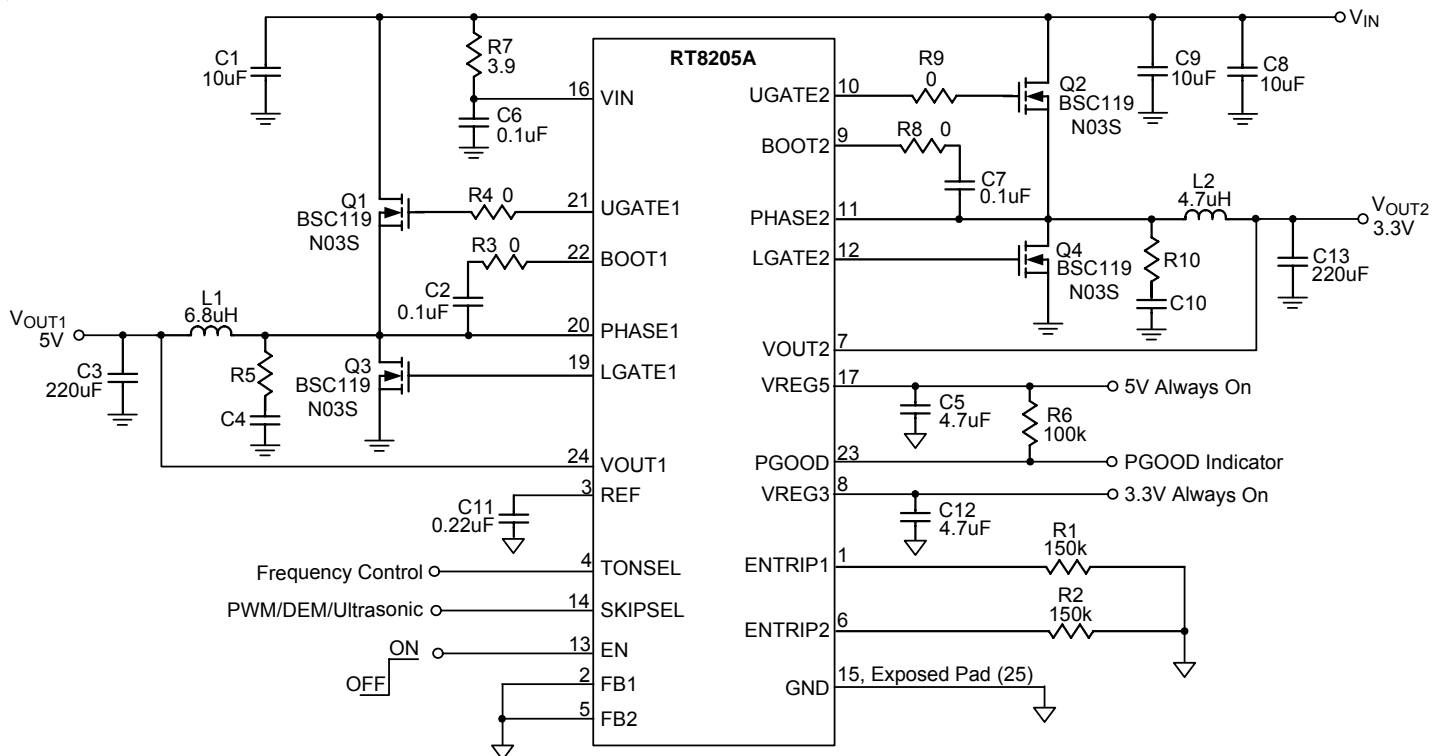 VIN
C1
10uF
R7
3.9
RT8205A
R9
0
Q2
BSC119
N03S
C9
10uF
C8
10uF
16
VIN
UGATE2
10
C6
0.1uF
R8 0
BOOT2
9
C7
0.1uF
Q1
BSC119
N03S
R4 0
21
UGATE1
PHASE2
11
L2
4.7uH
VOUT2
3.3V
R3 0
22
BOOT1
LGATE2
12
Q4
BSC119
N03S
R10
C13
220uF
C2
0.1uF
C10
L1
6.8uH
VOUT1
5V
20
PHASE1
VOUT2
7
C3
220uF
R5
C4
Q3
BSC119
N03S
19
LGATE1
VREG5
17
5V Always On
C5
4.7uF
R6
100k
24
VOUT1
PGOOD
23
PGOOD Indicator
3
REF
VREG3
8
3.3V Always On
C11
0.22uF
C12
4.7uF
Frequency Control
4
TONSEL
ENTRIP1
1
R1
150k
PWM/DEM/Ultrasonic
14
SKIPSEL
ENTRIP2
6
R2
150k
ON
OFF
13
EN
2
FB1
GND
15, Exposed Pad (25)
5
FB2